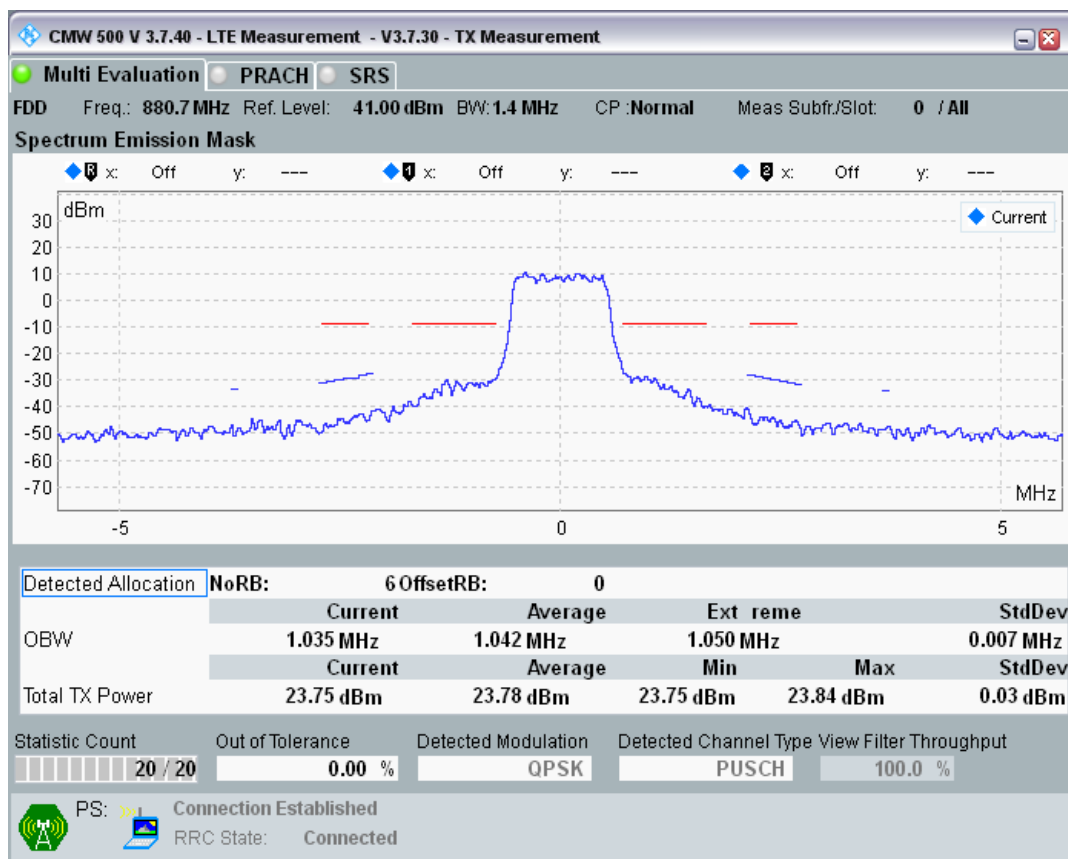 CMW 500 V 3.7.40 - LTE Measurement - V3.7.30 - TX Measurement
Multi Evaluation PRACH SRS
FDD Freq.: 880.7 MHz Ref. Level: 41.00 dBm BW: 1.4 MHz CP :Normal Meas Subfr./Slot: 0 / All
Spectrum Emission Mask
R x: Off y: --- 1 x: Off y: --- 2 x: Off y: ---
dBm
Current
30
20
10
0
-10
-20
-30
-40
-50
-60
-70
MHz
-5 0 5
Detected Allocation NoRB: 6 OffsetRB: 0
Current Average Ext reme StdDev
OBW 1.035 MHz 1.042 MHz 1.050 MHz 0.007 MHz
Current Average Min Max StdDev
Total TX Power 23.75 dBm 23.78 dBm 23.75 dBm 23.84 dBm 0.03 dBm
Statistic Count Out of Tolerance Detected Modulation Detected Channel Type View Filter Throughput
20 / 20 0.00 % QPSK PUSCH 100.0 %
PS: Connection Established
RRC State: Connected